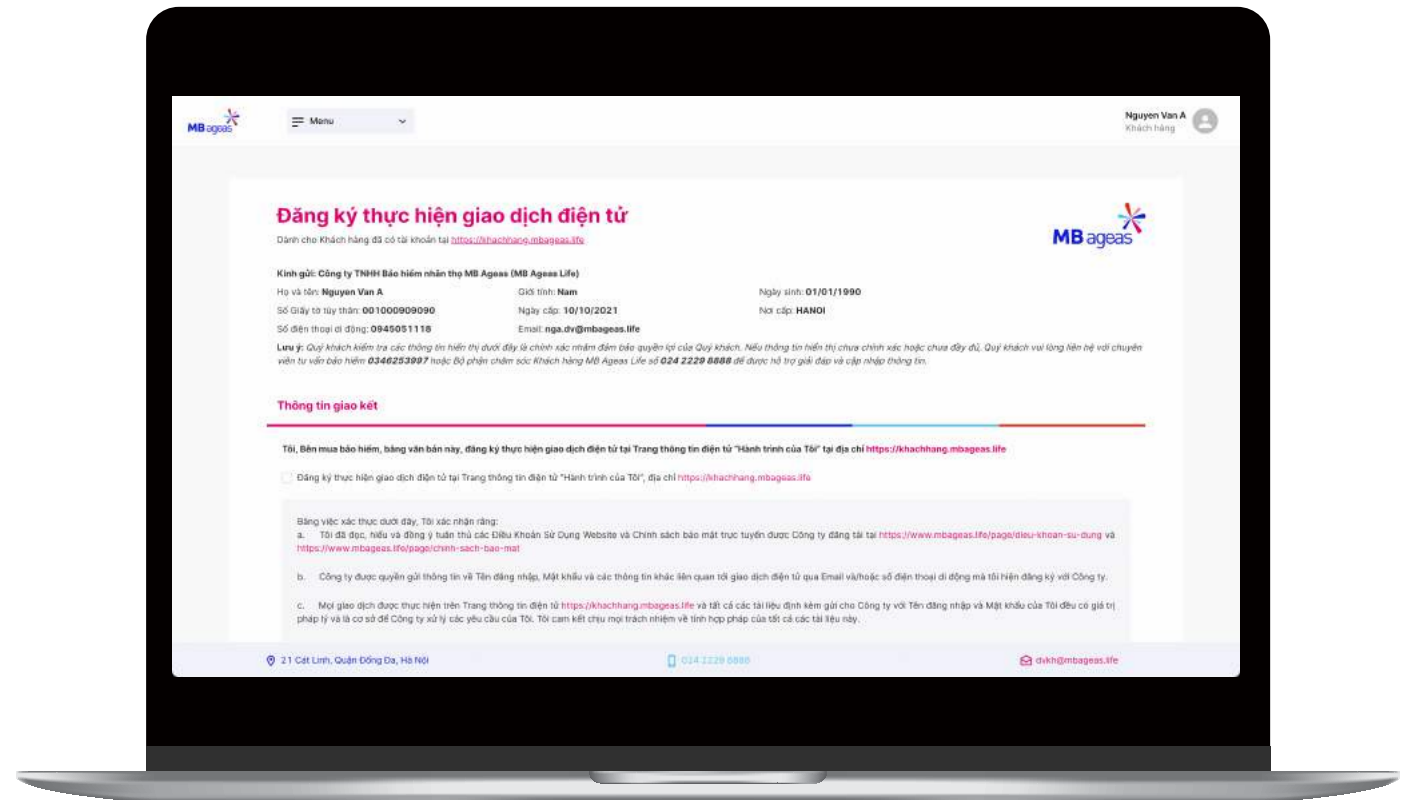 MB ageas
Menu
Nguyen Van A
Khách hàng
Đăng ký thực hiện giao dịch điện tử
Dành cho Khách hàng đã có tài khoản tại https://khachhang.mbageas.life
MB ageas
Kính gửi: Công ty TNHH Bảo hiểm nhân thọ MB Ageas (MB Ageas Life)
Họ và tên: Nguyen Van A Giới tính: Nam Ngày sinh: 01/01/1990
Số Giấy tờ tùy thân: 001000909090 Ngày cấp: 10/10/2021 Nơi cấp: HANOI
Số điện thoại di động: 0945051118 Email: nga.dv@mbageas.life
Lưu ý: Quý khách kiểm tra các thông tin hiển thị dưới đây là chính xác nhằm đảm bảo quyền lợi của Quý khách. Nếu thông tin hiển thị chưa chính xác hoặc chưa đầy đủ, Quý khách vui lòng liên hệ với chuyên
viên tư vấn bảo hiểm 0346253997 hoặc Bộ phận chăm sóc Khách hàng MB Ageas Life số 024 2229 8888 để được hỗ trợ giải đáp và cập nhập thông tin.
Thông tin giao kết
Tôi, Bên mua bảo hiểm, bằng văn bản này, đăng ký thực hiện giao dịch điện tử tại Trang thông tin điện tử "Hành trình của Tôi" tại địa chỉ https://khachhang.mbageas.life
Đăng ký thực hiện giao dịch điện tử tại Trang thông tin điện tử "Hành trình của Tôi", địa chỉ https://khachhang.mbageas.life
Bằng việc xác thực dưới đây, Tôi xác nhận rằng:
a. Tôi đã đọc, hiểu và đồng ý tuân thủ các Điều Khoản Sử Dụng Website và Chính sách bảo mật trực tuyến được Công ty đăng tải tại https://www.mbageas.life/page/dieu-khoan-su-dung và
https://www.mbageas.life/page/chinh-sach-bao-mat
b. Công ty được quyền gửi thông tin về Tên đăng nhập, Mật khẩu và các thông tin khác liên quan tới giao dịch điện tử qua Email và/hoặc số điện thoại di động mà tôi hiện đăng ký với Công ty.
c. Mọi giao dịch được thực hiện trên Trang thông tin điện tử https://khachhang.mbageas.life và tất cả các tài liệu định kèm gửi cho Công ty với Tên đăng nhập và Mật khẩu của Tôi đều có giá trị
pháp lý và là cơ sở để Công ty xử lý các yêu cầu của Tôi. Tôi cam kết chịu mọi trách nhiệm về tính hợp pháp của tất cả các tài liệu này.
21 Cát Linh, Quận Đống Đa, Hà Nội
024 2229 8888
dvkh@mbageas.life